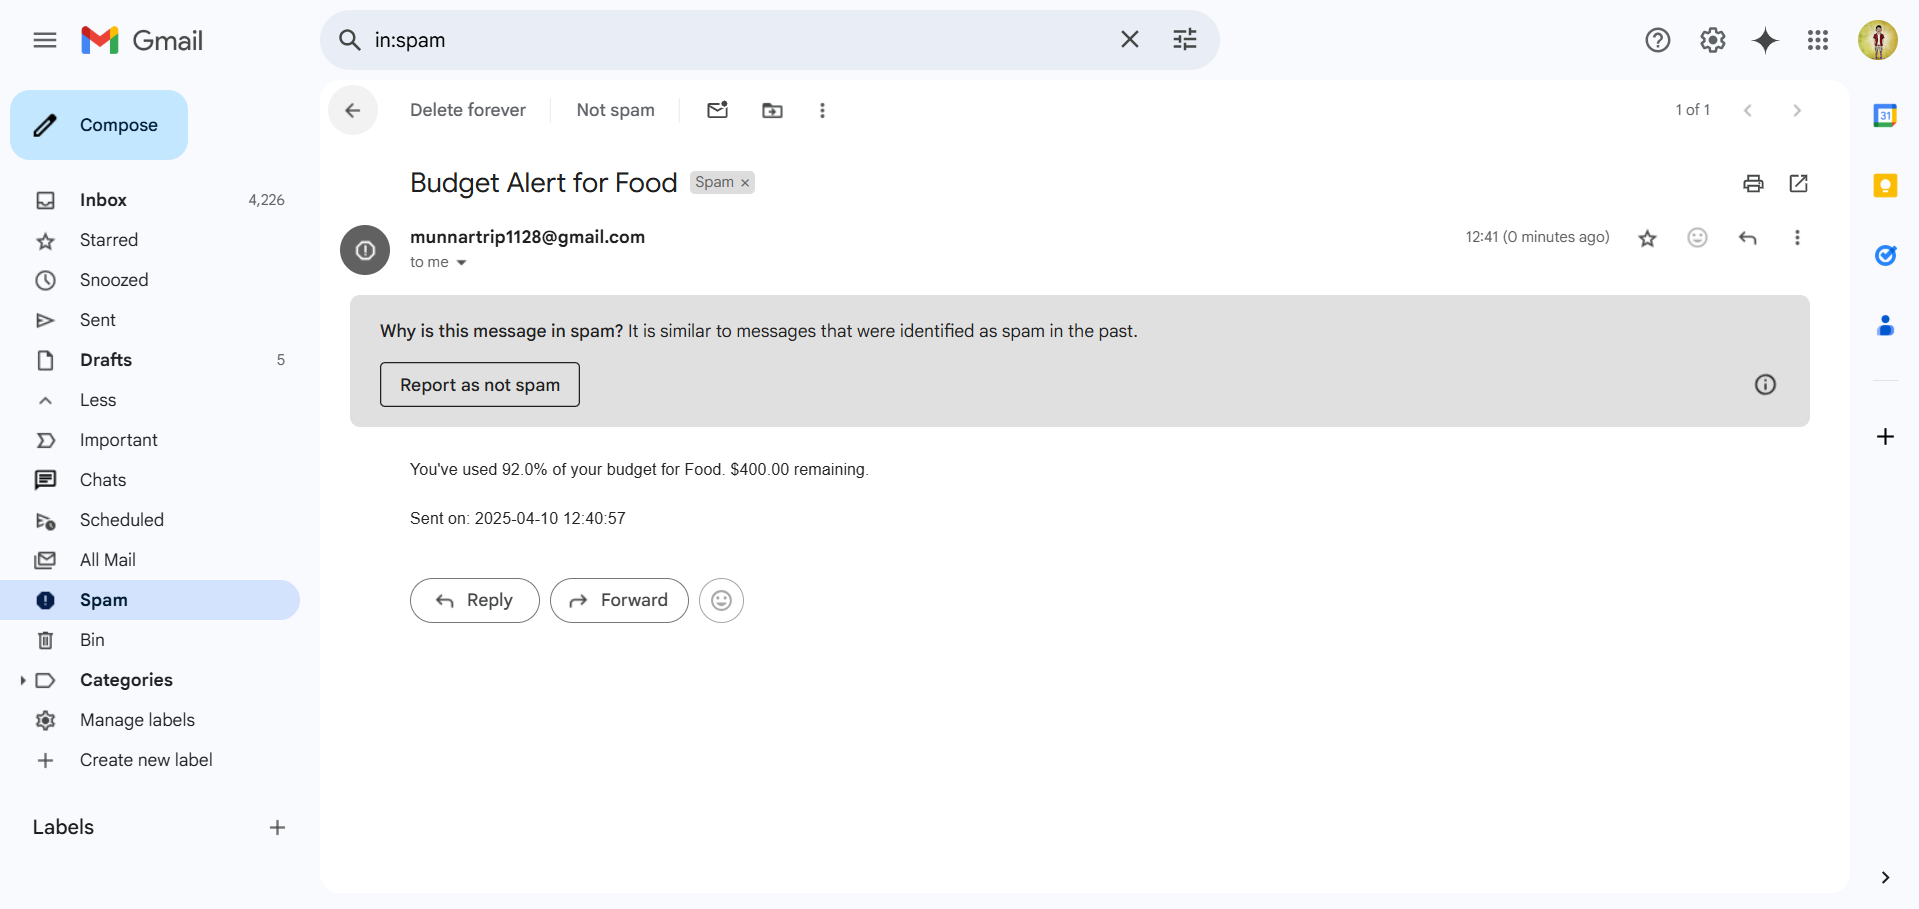 Gmail
in:spam
Compose
Delete forever
Not spam
1 of 1
31
Inbox
4,226
Starred
Snoozed
Sent
Drafts
5
Less
Important
Chats
Scheduled
All Mail
Spam
Bin
Categories
Manage labels
Create new label
Labels
Budget Alert for Food
Spam ×
munnartrip1128@gmail.com
12:41 (0 minutes ago)
to me
Why is this message in spam? It is similar to messages that were identified as spam in the past.
Report as not spam
You've used 92.0% of your budget for Food. $400.00 remaining.
Sent on: 2025-04-10 12:40:57
Reply
Forward